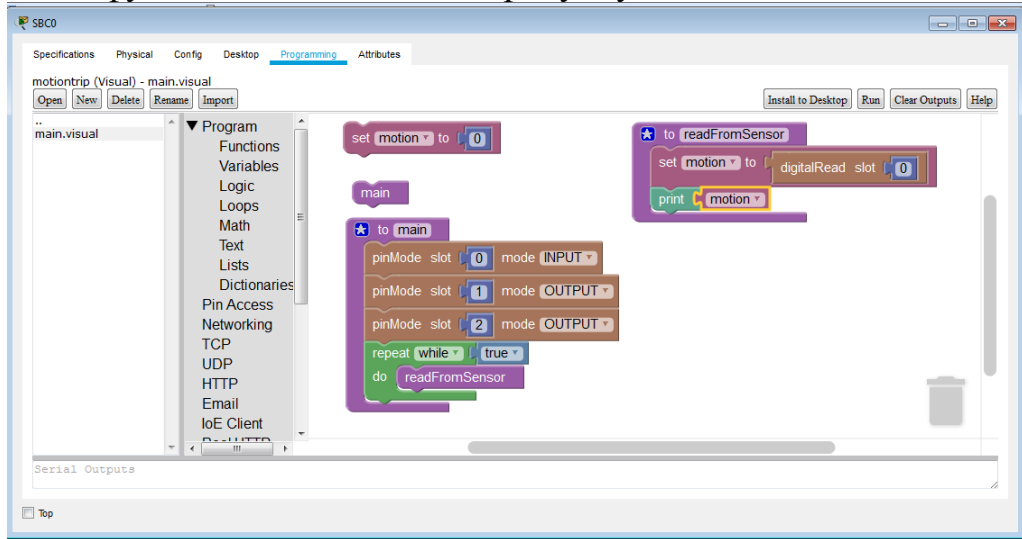 SBC0
Specifications Physical Config Desktop Programming Attributes
motiontrip (Visual) - main.visual
Open New Delete Rename Import Install to Desktop Run Clear Outputs Help
..
main.visual
▼ Program
Functions
Variables
Logic
Loops
Math
Text
Lists
Dictionaries
Pin Access
Networking
TCP
UDP
HTTP
Email
IoE Client
set motion to 0
main
to main
pinMode slot 0 mode INPUT
pinMode slot 1 mode OUTPUT
pinMode slot 2 mode OUTPUT
repeat while true
do readFromSensor
to readFromSensor
set motion to digitalRead slot 0
print motion
Serial Outputs
Top